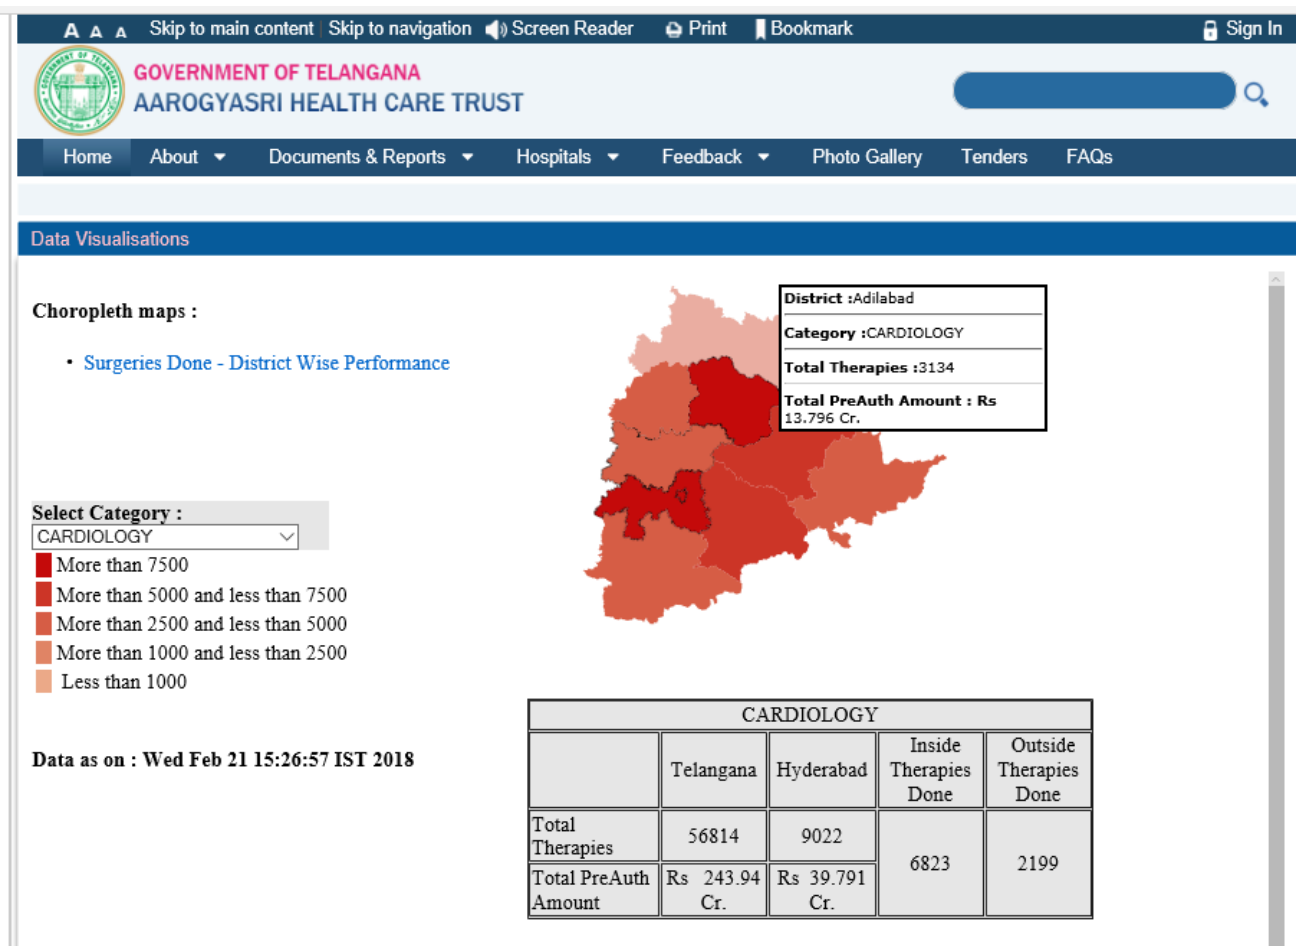 A A A Skip to main content Skip to navigation Screen Reader Print Bookmark Sign In
GOVERNMENT OF TELANGANA
AAROGYASRI HEALTH CARE TRUST
Home About Documents & Reports Hospitals Feedback Photo Gallery Tenders FAQs
Data Visualisations
Choropleth maps :
• Surgeries Done - District Wise Performance
District :Adilabad
Category :CARDIOLOGY
Total Therapies :3134
Total PreAuth Amount : Rs
13.796 Cr.
Select Category :
CARDIOLOGY
More than 7500
More than 5000 and less than 7500
More than 2500 and less than 5000
More than 1000 and less than 2500
Less than 1000
Data as on : Wed Feb 21 15:26:57 IST 2018
CARDIOLOGY
Telangana Hyderabad Inside Therapies Done Outside Therapies Done
Total Therapies 56814 9022 6823 2199
Total PreAuth Amount Rs 243.94 Cr. Rs 39.791 Cr.